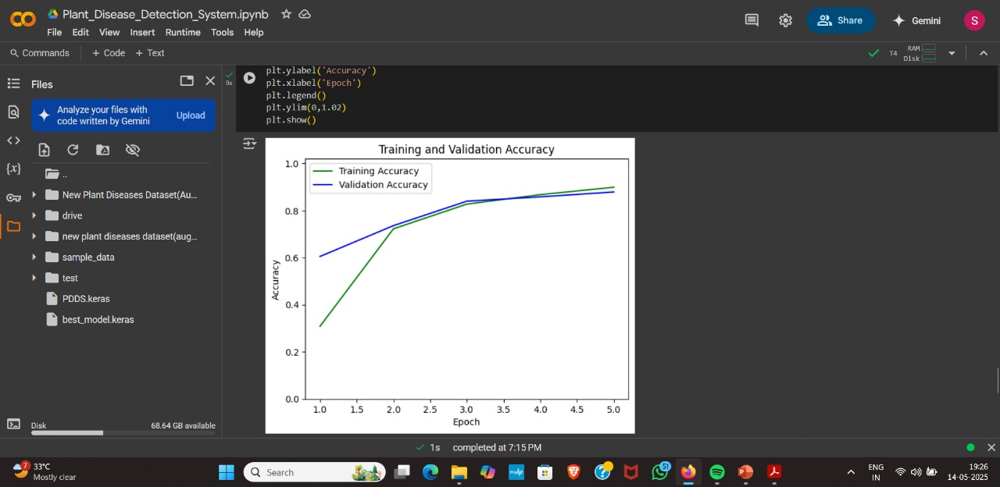 Plant_Disease_Detection_System.ipynb
File Edit View Insert Runtime Tools Help
Share
Gemini
S
Commands + Code + Text
T4
RAM
Disk
Files
Analyze your files with
code written by Gemini
Upload
..
New Plant Diseases Dataset(Au...
drive
new plant diseases dataset(aug...
sample_data
test
PDDS.keras
best_model.keras
Disk 68.64 GB available
0s
plt.ylabel('Accuracy')
plt.xlabel('Epoch')
plt.legend()
plt.ylim(0,1.02)
plt.show()
Training and Validation Accuracy
Training Accuracy
Validation Accuracy
1.0
0.8
0.6
0.4
0.2
0.0
Accuracy
1.0 1.5 2.0 2.5 3.0 3.5 4.0 4.5 5.0
Epoch
1s completed at 7:15 PM
7
33°C
Mostly clear
Search
myhp
51
ENG
IN
19:26
14-05-2025